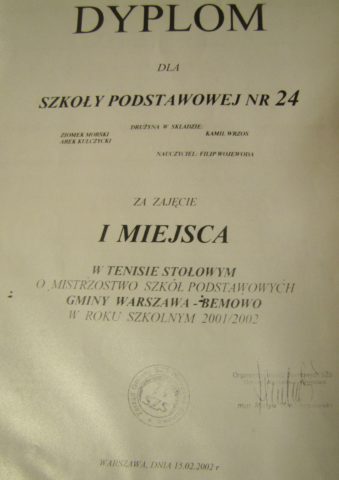 DYPLOM
DLA
SZKOŁY PODSTAWOWEJ NR 24
DRUŻYNA W SKŁADZIE:
ZIOMEK MORSKI KAMIL WRZOS
AREK KULCZYCKI
NAUCZYCIEL: FILIP WOJEWODA
ZA ZAJĘCIE
I MIEJSCA
W TENISIE STOŁOWYM
O MISTRZOSTWO SZKÓŁ PODSTAWOWYCH
GMINY WARSZAWA - BEMOWO
W ROKU SZKOLNYM 2001/2002
SZS
WARSZAWA, DNIA 15.02.2002 r